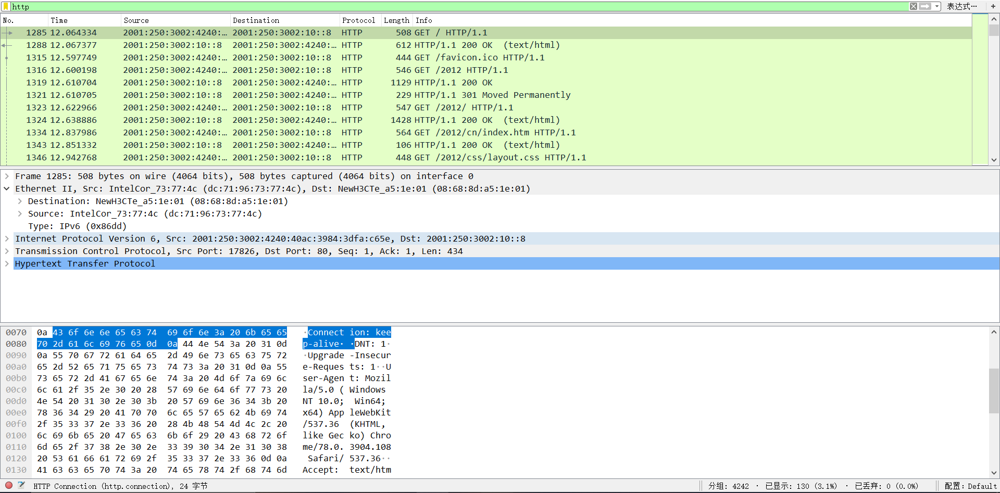 http 表达式… +
No. Time Source Destination Protocol Length Info
1285 12.064334 2001:250:3002:4240:… 2001:250:3002:10::8 HTTP 508 GET / HTTP/1.1
1288 12.067377 2001:250:3002:10::8 2001:250:3002:4240:… HTTP 612 HTTP/1.1 200 OK  (text/html)
1315 12.597749 2001:250:3002:4240:… 2001:250:3002:10::8 HTTP 444 GET /favicon.ico HTTP/1.1
1316 12.600198 2001:250:3002:4240:… 2001:250:3002:10::8 HTTP 546 GET /2012 HTTP/1.1
1319 12.610704 2001:250:3002:10::8 2001:250:3002:4240:… HTTP 1129 HTTP/1.1 200 OK
1321 12.610705 2001:250:3002:10::8 2001:250:3002:4240:… HTTP 229 HTTP/1.1 301 Moved Permanently
1323 12.622966 2001:250:3002:4240:… 2001:250:3002:10::8 HTTP 547 GET /2012/ HTTP/1.1
1324 12.638886 2001:250:3002:10::8 2001:250:3002:4240:… HTTP 1428 HTTP/1.1 200 OK  (text/html)
1334 12.837986 2001:250:3002:4240:… 2001:250:3002:10::8 HTTP 564 GET /2012/cn/index.htm HTTP/1.1
1343 12.851332 2001:250:3002:10::8 2001:250:3002:4240:… HTTP 106 HTTP/1.1 200 OK  (text/html)
1346 12.942768 2001:250:3002:4240:… 2001:250:3002:10::8 HTTP 448 GET /2012/css/layout.css HTTP/1.1
Frame 1285: 508 bytes on wire (4064 bits), 508 bytes captured (4064 bits) on interface 0
Ethernet II, Src: IntelCor_73:77:4c (dc:71:96:73:77:4c), Dst: NewH3CTe_a5:1e:01 (08:68:8d:a5:1e:01)
Destination: NewH3CTe_a5:1e:01 (08:68:8d:a5:1e:01)
Source: IntelCor_73:77:4c (dc:71:96:73:77:4c)
Type: IPv6 (0x86dd)
Internet Protocol Version 6, Src: 2001:250:3002:4240:40ac:3984:3dfa:c65e, Dst: 2001:250:3002:10::8
Transmission Control Protocol, Src Port: 17826, Dst Port: 80, Seq: 1, Ack: 1, Len: 434
Hypertext Transfer Protocol
0070 0a 43 6f 6e 6e 65 63 74 69 6f 6e 3a 20 6b 65 65 ·Connect ion: kee
0080 70 2d 61 6c 69 76 65 0d 0a 44 4e 54 3a 20 31 0d p-alive· ·DNT: 1·
0090 0a 55 70 67 72 61 64 65 2d 49 6e 73 65 63 75 72 ·Upgrade -Insecur
00a0 65 2d 52 65 71 75 65 73 74 73 3a 20 31 0d 0a 55 e-Reques ts: 1··U
00b0 73 65 72 2d 41 67 65 6e 74 3a 20 4d 6f 7a 69 6c ser-Agen t: Mozil
00c0 6c 61 2f 35 2e 30 20 28 57 69 6e 64 6f 77 73 20 la/5.0 ( Windows
00d0 4e 54 20 31 30 2e 30 3b 20 57 69 6e 36 34 3b 20 NT 10.0;  Win64;
00e0 78 36 34 29 20 41 70 70 6c 65 57 65 62 4b 69 74 x64) App leWebKit
00f0 2f 35 33 37 2e 33 36 20 28 4b 48 54 4d 4c 2c 20 /537.36  (KHTML,
0100 6c 69 6b 65 20 47 65 63 6b 6f 29 20 43 68 72 6f like Gec ko) Chro
0110 6d 65 2f 37 38 2e 30 2e 33 39 30 34 2e 31 30 38 me/78.0. 3904.108
0120 20 53 61 66 61 72 69 2f 35 33 37 2e 33 36 0d 0a  Safari/ 537.36··
0130 41 63 63 65 70 74 3a 20 74 65 78 74 2f 68 74 6d Accept:  text/htm
HTTP Connection (http.connection), 24 字节 分组: 4242 · 已显示: 130 (3.1%) · 已丢弃: 0 (0.0%) 配置: Default